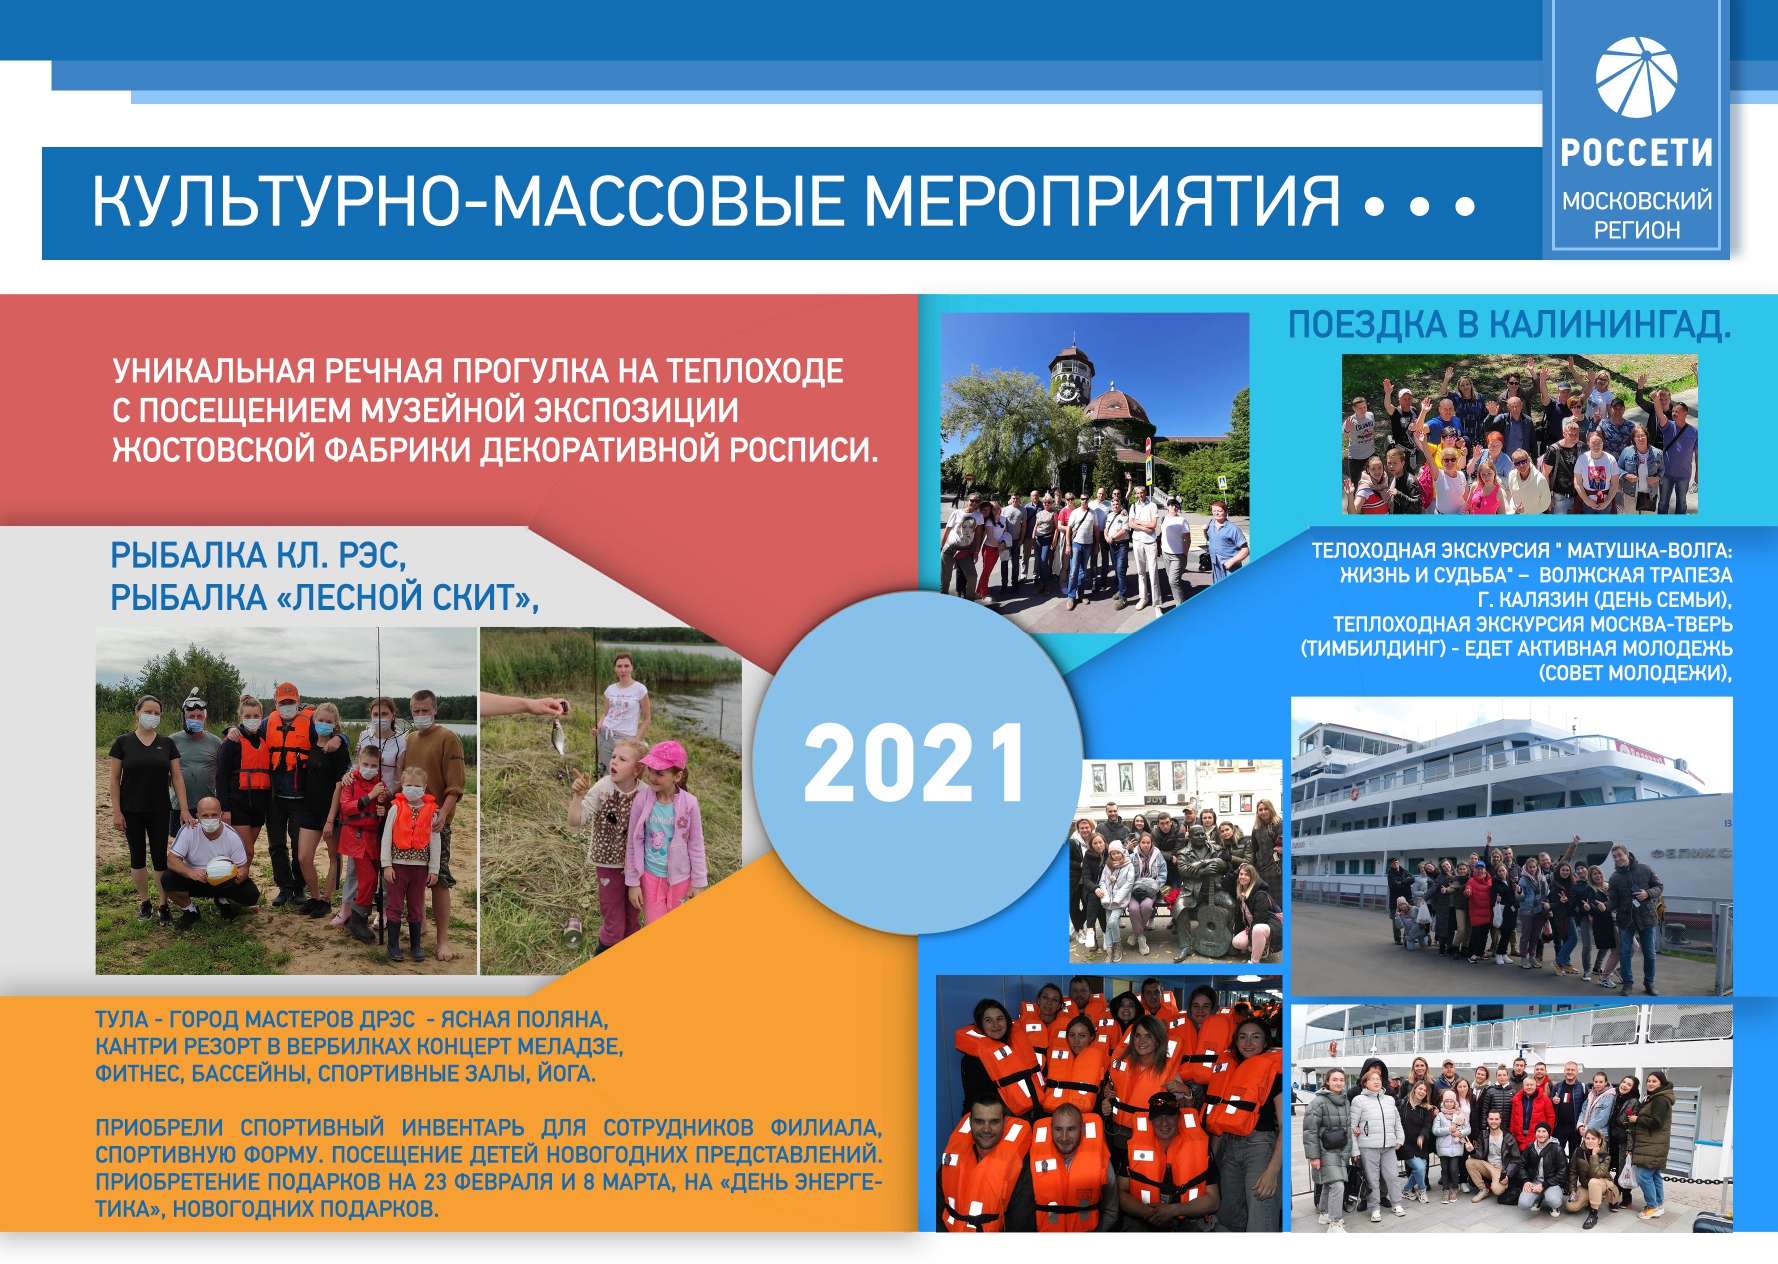 РОССЕТИ
МОСКОВСКИЙ
РЕГИОН
КУЛЬТУРНО-МАССОВЫЕ МЕРОПРИЯТИЯ • • •
УНИКАЛЬНАЯ РЕЧНАЯ ПРОГУЛКА НА ТЕПЛОХОДЕ
С ПОСЕЩЕНИЕМ МУЗЕЙНОЙ ЭКСПОЗИЦИИ
ЖОСТОВСКОЙ ФАБРИКИ ДЕКОРАТИВНОЙ РОСПИСИ.
ПОЕЗДКА В КАЛИНИНГАД.
РЫБАЛКА КЛ. РЭС,
РЫБАЛКА «ЛЕСНОЙ СКИТ»,
ТЕЛОХОДНАЯ ЭКСКУРСИЯ " МАТУШКА-ВОЛГА:
ЖИЗНЬ И СУДЬБА" – ВОЛЖСКАЯ ТРАПЕЗА
Г. КАЛЯЗИН (ДЕНЬ СЕМЬИ),
ТЕПЛОХОДНАЯ ЭКСКУРСИЯ МОСКВА-ТВЕРЬ
(ТИМБИЛДИНГ) - ЕДЕТ АКТИВНАЯ МОЛОДЕЖЬ
(СОВЕТ МОЛОДЕЖИ),
2021
JOY
ФЕЛИКС
ТУЛА - ГОРОД МАСТЕРОВ ДРЭС - ЯСНАЯ ПОЛЯНА,
КАНТРИ РЕЗОРТ В ВЕРБИЛКАХ КОНЦЕРТ МЕЛАДЗЕ,
ФИТНЕС, БАССЕЙНЫ, СПОРТИВНЫЕ ЗАЛЫ, ЙОГА.
ПРИОБРЕЛИ СПОРТИВНЫЙ ИНВЕНТАРЬ ДЛЯ СОТРУДНИКОВ ФИЛИАЛА,
СПОРТИВНУЮ ФОРМУ. ПОСЕЩЕНИЕ ДЕТЕЙ НОВОГОДНИХ ПРЕДСТАВЛЕНИЙ.
ПРИОБРЕТЕНИЕ ПОДАРКОВ НА 23 ФЕВРАЛЯ И 8 МАРТА, НА «ДЕНЬ ЭНЕРГЕ-
ТИКА», НОВОГОДНИХ ПОДАРКОВ.